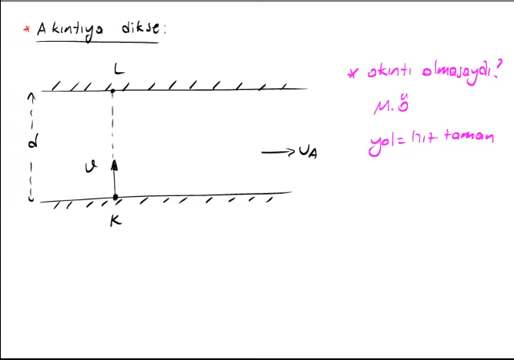 * Akıntıya dikse:
L
* akıntı olmasaydı?
M.Ö
d
yol = hız zaman
υ
υA
K